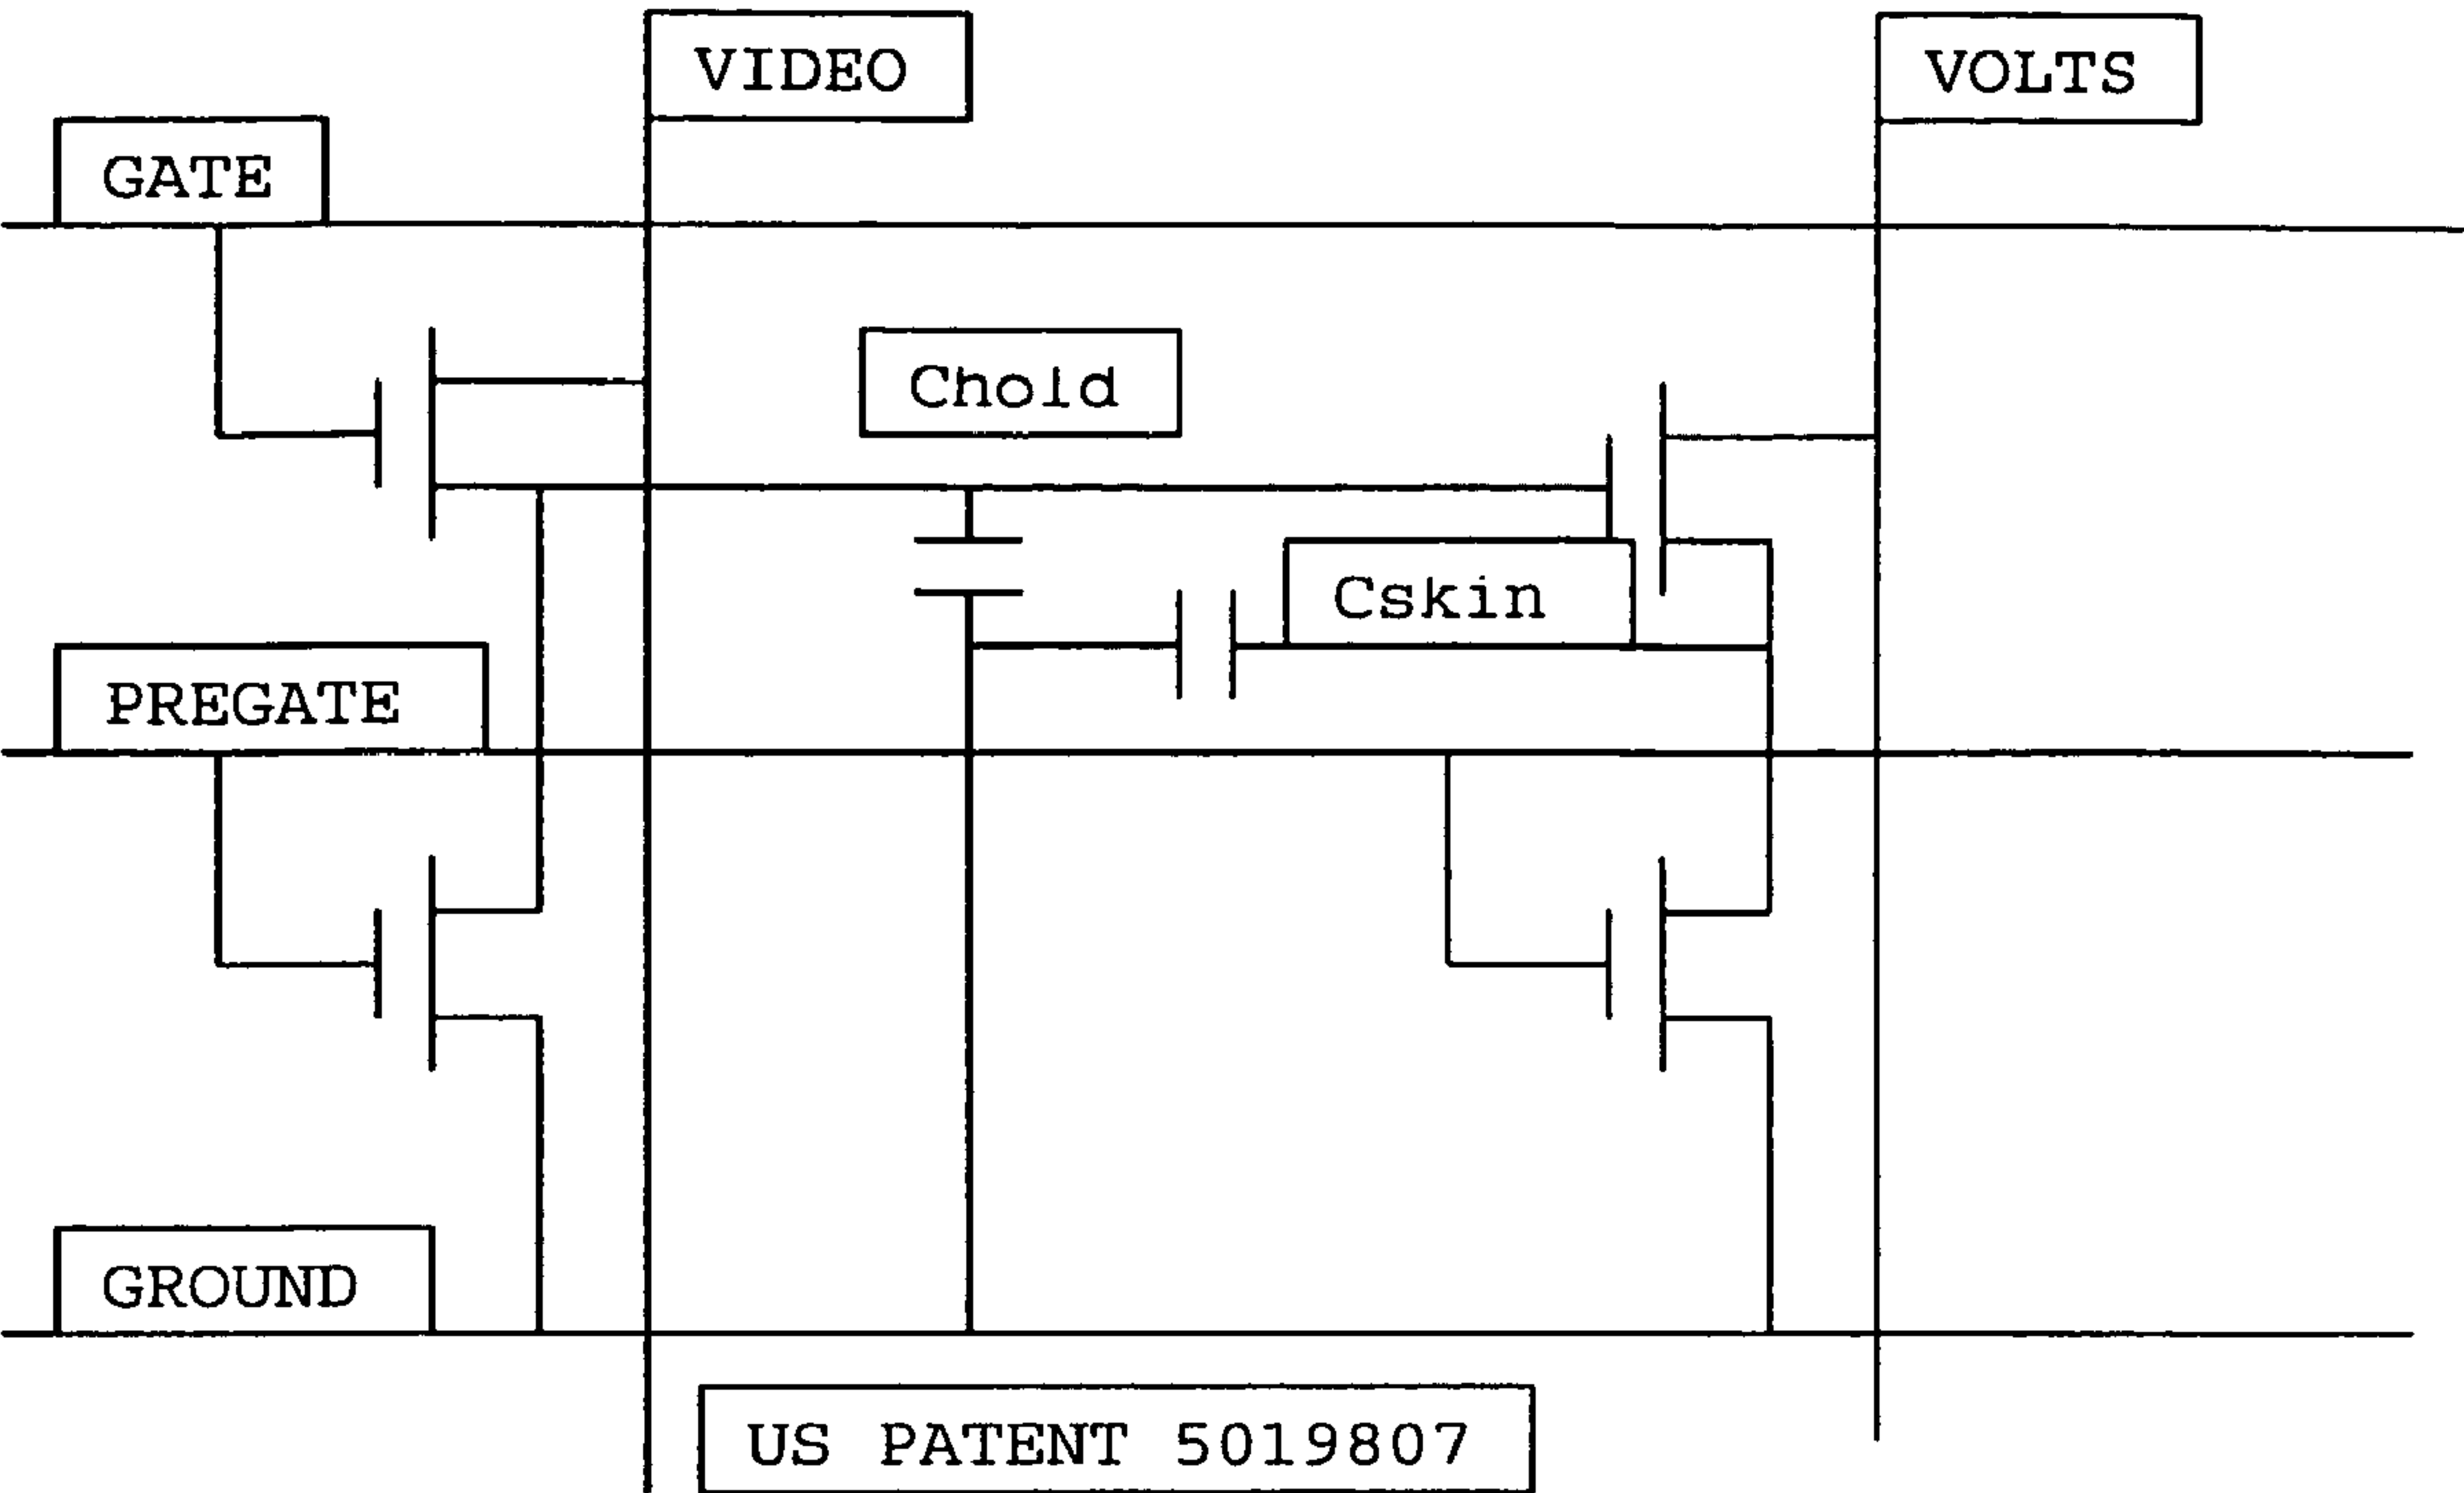 VIDEO
VOLTS
GATE
Chold
Cskin
PREGATE
GROUND
US PATENT 5019807